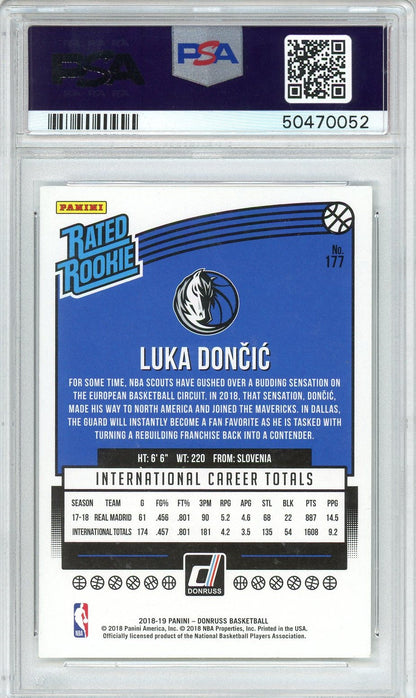 PSA
PSA
50470052
PANINI
RATED
ROOKIE
No.
177
LUKA DONČIĆ
FOR SOME TIME, NBA SCOUTS HAVE GUSHED OVER A BUDDING SENSATION ON
THE EUROPEAN BASKETBALL CIRCUIT. IN 2018, THAT SENSATION, DONČIĆ,
MADE HIS WAY TO NORTH AMERICA AND JOINED THE MAVERICKS. IN DALLAS,
THE GUARD WILL INSTANTLY BECOME A FAN FAVORITE AS HE IS TASKED WITH
TURNING A REBUILDING FRANCHISE BACK INTO A CONTENDER.
HT: 6' 6" WT: 220 FROM: SLOVENIA
INTERNATIONAL CAREER TOTALS
SEASON TEAM G FG% FT% 3PM RPG APG STL BLK PTS PPG
17-18 REAL MADRID 61 .456 .801 90 5.2 4.6 68 22 887 14.5
INTERNATIONAL TOTALS 174 .457 .801 181 4.2 3.5 135 54 1608 9.2
DONRUSS
NBA
2018-19 PANINI – DONRUSS BASKETBALL
© 2018 Panini America, Inc. © 2018 NBA Properties, Inc. Printed in the USA.
Officially licensed product of the National Basketball Players Association.